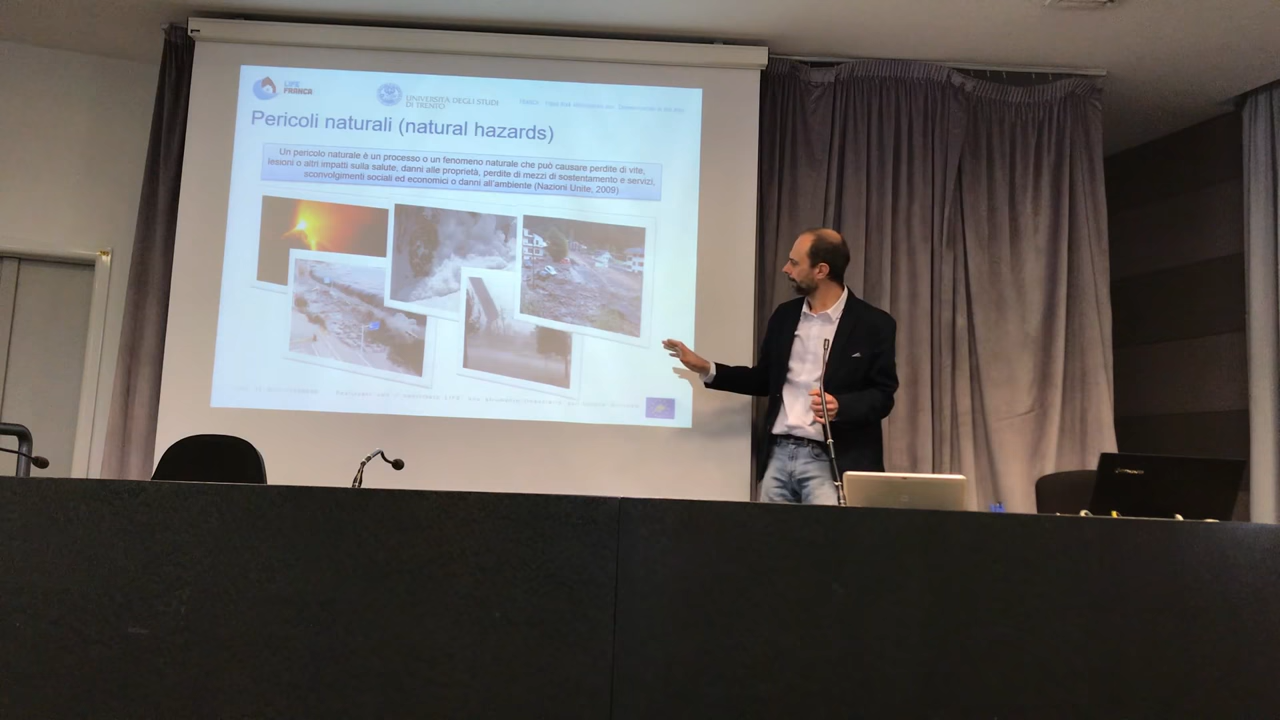 LIFE
FRANCA
UNIVERSITÀ DEGLI STUDI
DI TRENTO
Pericoli naturali (natural hazards)
Un pericolo naturale è un processo o un fenomeno naturale che può causare perdite di vite,
lesioni o altri impatti sulla salute, danni alle proprietà, perdite di mezzi di sostentamento e servizi,
sconvolgimenti sociali ed economici o danni all'ambiente (Nazioni Unite, 2009)